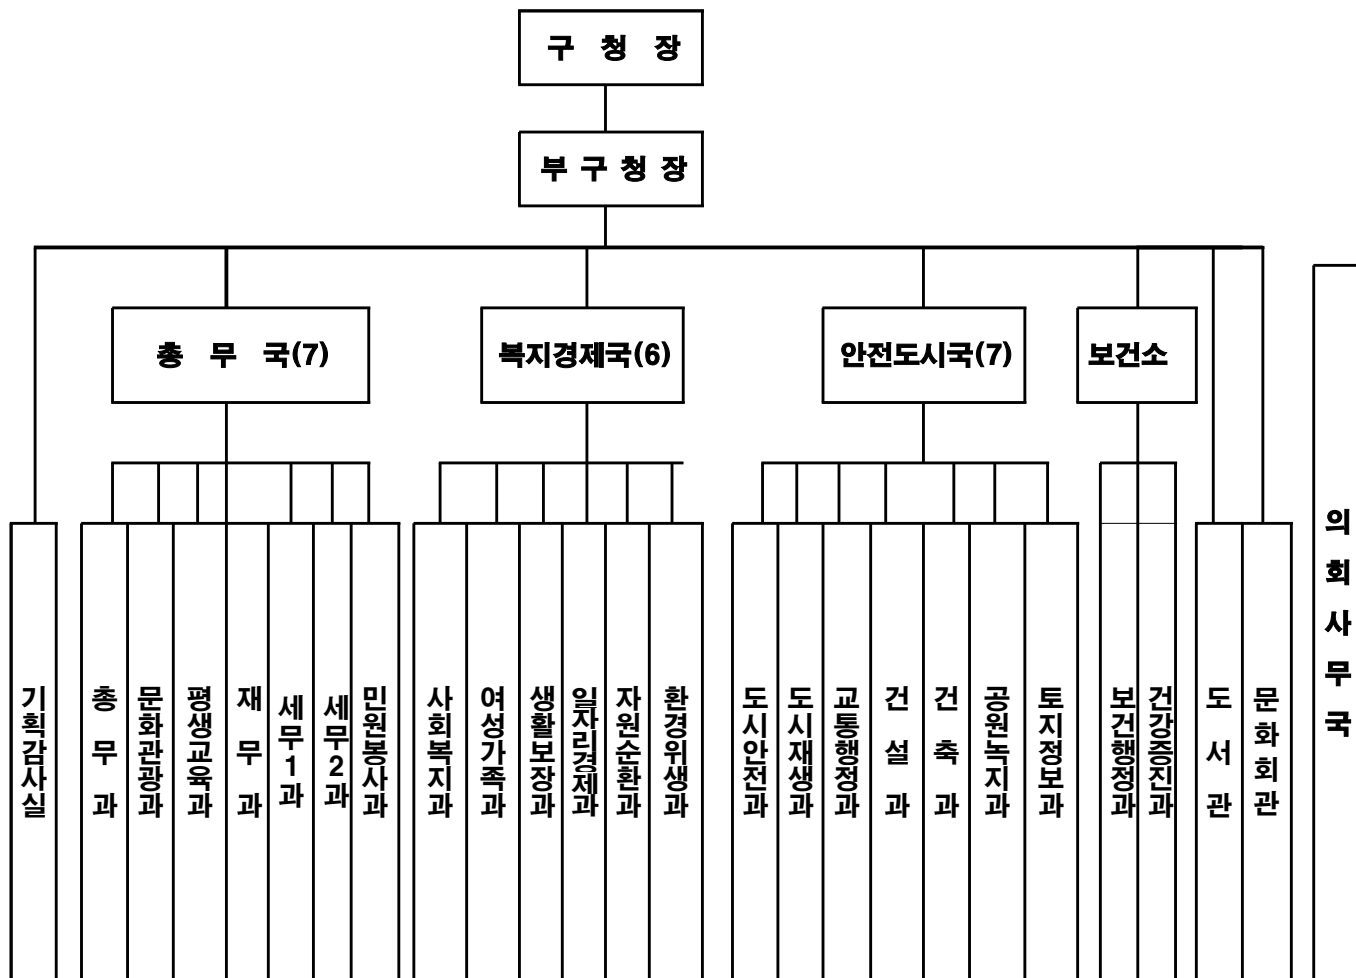 구 청 장
부 구 청 장
총 무 국(7)
복지경제국(6)
안전도시국(7)
보건소
의회사무국
기획감사실
총무과
문화관광과
평생교육과
재무과
세무1과
세무2과
민원봉사과
사회복지과
여성가족과
생활보장과
일자리경제과
자원순환과
환경위생과
도시안전과
도시재생과
교통행정과
건설과
건축과
공원녹지과
토지정보과
보건행정과
건강증진과
도서관
문화회관